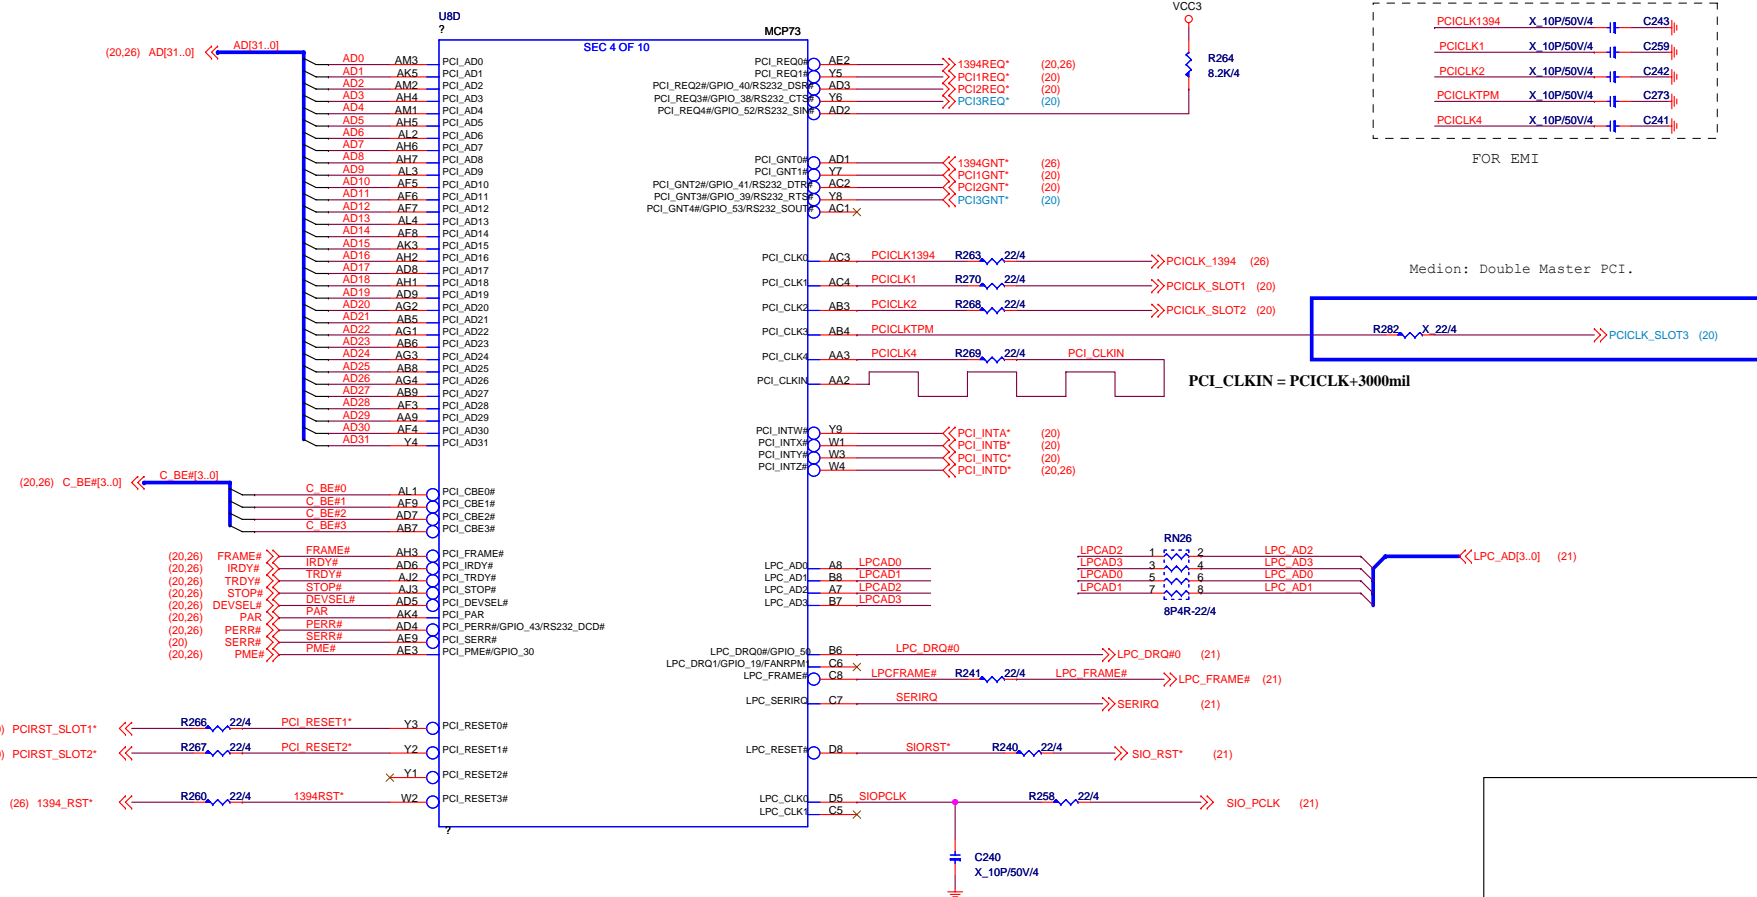 U8D
?
MCP73
SEC 4 OF 10
VCC3
R264
8.2K/4
(20,26) AD[31..0] AD[31..0]
AD0 AM3 PCI_AD0
AD1 AK5 PCI_AD1
AD2 AM2 PCI_AD2
AD3 AH4 PCI_AD3
AD4 AM1 PCI_AD4
AD5 AH5 PCI_AD5
AD6 AL2 PCI_AD6
AD7 AH6 PCI_AD7
AD8 AH7 PCI_AD8
AD9 AL3 PCI_AD9
AD10 AF5 PCI_AD10
AD11 AF6 PCI_AD11
AD12 AF7 PCI_AD12
AD13 AL4 PCI_AD13
AD14 AF8 PCI_AD14
AD15 AK3 PCI_AD15
AD16 AH2 PCI_AD16
AD17 AD8 PCI_AD17
AD18 AH1 PCI_AD18
AD19 AD9 PCI_AD19
AD20 AG2 PCI_AD20
AD21 AB5 PCI_AD21
AD22 AG1 PCI_AD22
AD23 AB6 PCI_AD23
AD24 AG3 PCI_AD24
AD25 AB8 PCI_AD25
AD26 AG4 PCI_AD26
AD27 AB9 PCI_AD27
AD28 AF3 PCI_AD28
AD29 AA9 PCI_AD29
AD30 AF4 PCI_AD30
AD31 Y4 PCI_AD31
(20,26) C_BE#[3..0] C_BE#[3..0]
C_BE#0 AL1 PCI_CBE0#
C_BE#1 AF9 PCI_CBE1#
C_BE#2 AD7 PCI_CBE2#
C_BE#3 AB7 PCI_CBE3#
(20,26) FRAME# FRAME# AH3 PCI_FRAME#
(20,26) IRDY# IRDY# AD6 PCI_IRDY#
(20,26) TRDY# TRDY# AJ2 PCI_TRDY#
(20,26) STOP# STOP# AJ3 PCI_STOP#
(20,26) DEVSEL# DEVSEL# AD5 PCI_DEVSEL#
(20,26) PAR PAR AK4 PCI_PAR
(20,26) PERR# PERR# AD4 PCI_PERR#/GPIO_43/RS232_DCD#
(20) SERR# SERR# AE9 PCI_SERR#
(20,26) PME# PME# AE3 PCI_PME#/GPIO_30
) PCIRST_SLOT1* R266 22/4 PCI_RESET1* Y3 PCI_RESET0#
) PCIRST_SLOT2* R267 22/4 PCI_RESET2* Y2 PCI_RESET1#
Y1 PCI_RESET2#
(26) 1394_RST* R260 22/4 1394RST* W2 PCI_RESET3#
?
PCI_REQ0# AE2 1394REQ* (20,26)
PCI_REQ1# Y5 PCI1REQ* (20)
PCI_REQ2#/GPIO_40/RS232_DSR# AD3 PCI2REQ* (20)
PCI_REQ3#/GPIO_38/RS232_CTS# Y6 PCI3REQ* (20)
PCI_REQ4#/GPIO_52/RS232_SIN# AD2
PCI_GNT0# AD1 1394GNT* (26)
PCI_GNT1# Y7 PCI1GNT* (20)
PCI_GNT2#/GPIO_41/RS232_DTR# AC2 PCI2GNT* (20)
PCI_GNT3#/GPIO_39/RS232_RTS# Y8 PCI3GNT* (20)
PCI_GNT4#/GPIO_53/RS232_SOUT# AC1
PCI_CLK0 AC3 PCICLK1394 R263 22/4 PCICLK_1394 (26)
PCI_CLK1 AC4 PCICLK1 R270 22/4 PCICLK_SLOT1 (20)
PCI_CLK2 AB3 PCICLK2 R268 22/4 PCICLK_SLOT2 (20)
PCI_CLK3 AB4 PCICLKTPM R282 X_22/4 PCICLK_SLOT3 (20)
PCI_CLK4 AA3 PCICLK4 R269 22/4 PCI_CLKIN
PCI_CLKIN AA2
PCI_CLKIN = PCICLK+3000mil
PCI_INTW# Y9 PCI_INTA* (20)
PCI_INTX# W1 PCI_INTB* (20)
PCI_INTY# W3 PCI_INTC* (20)
PCI_INTZ# W4 PCI_INTD* (20,26)
LPC_AD0 A8 LPCAD0
LPC_AD1 B8 LPCAD1
LPC_AD2 A7 LPCAD2
LPC_AD3 B7 LPCAD3
RN26
LPCAD2 1 2 LPC_AD2
LPCAD3 3 4 LPC_AD3
LPCAD0 5 6 LPC_AD0
LPCAD1 7 8 LPC_AD1
8P4R-22/4
LPC_AD[3..0] (21)
LPC_DRQ0#/GPIO_50 B6 LPC_DRQ#0 LPC_DRQ#0 (21)
LPC_DRQ1/GPIO_19/FANRPM1 C6
LPC_FRAME# C8 LPCFRAME# R241 22/4 LPC_FRAME# LPC_FRAME# (21)
LPC_SERIRQ C7 SERIRQ SERIRQ (21)
LPC_RESET# D8 SIORST* R240 22/4 SIO_RST* (21)
LPC_CLK0 D5 SIOPCLK R258 22/4 SIO_PCLK (21)
LPC_CLK1 C5
C240
X_10P/50V/4
PCICLK1394 X_10P/50V/4 C243
PCICLK1 X_10P/50V/4 C259
PCICLK2 X_10P/50V/4 C242
PCICLKTPM X_10P/50V/4 C273
PCICLK4 X_10P/50V/4 C241
FOR EMI
Medion: Double Master PCI.